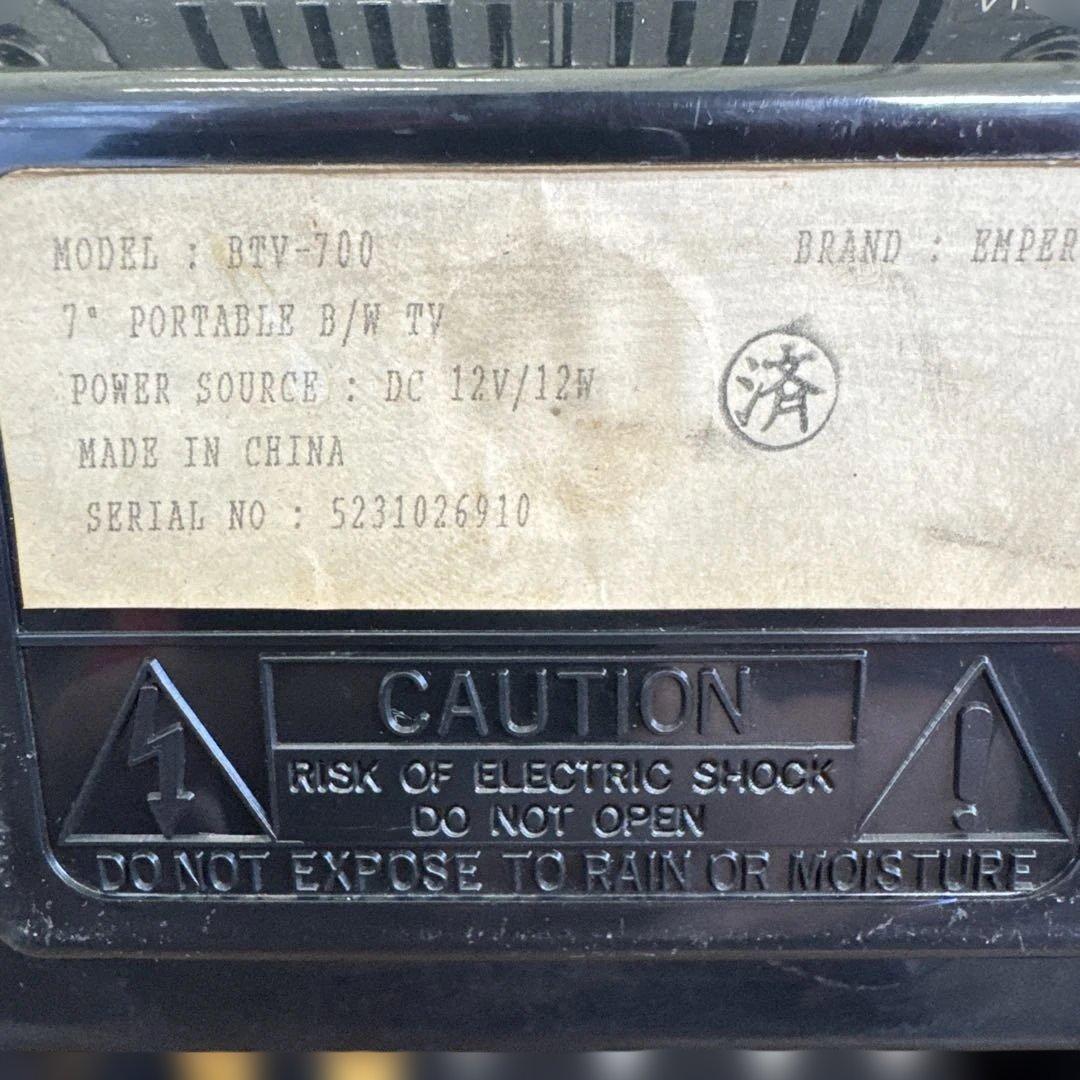 MODEL : BTV-700
BRAND : EMPER
7" PORTABLE B/W TV
POWER SOURCE : DC 12V/12W
済
MADE IN CHINA
SERIAL NO : 5231026910
CAUTION
RISK OF ELECTRIC SHOCK
DO NOT OPEN
DO NOT EXPOSE TO RAIN OR MOISTURE